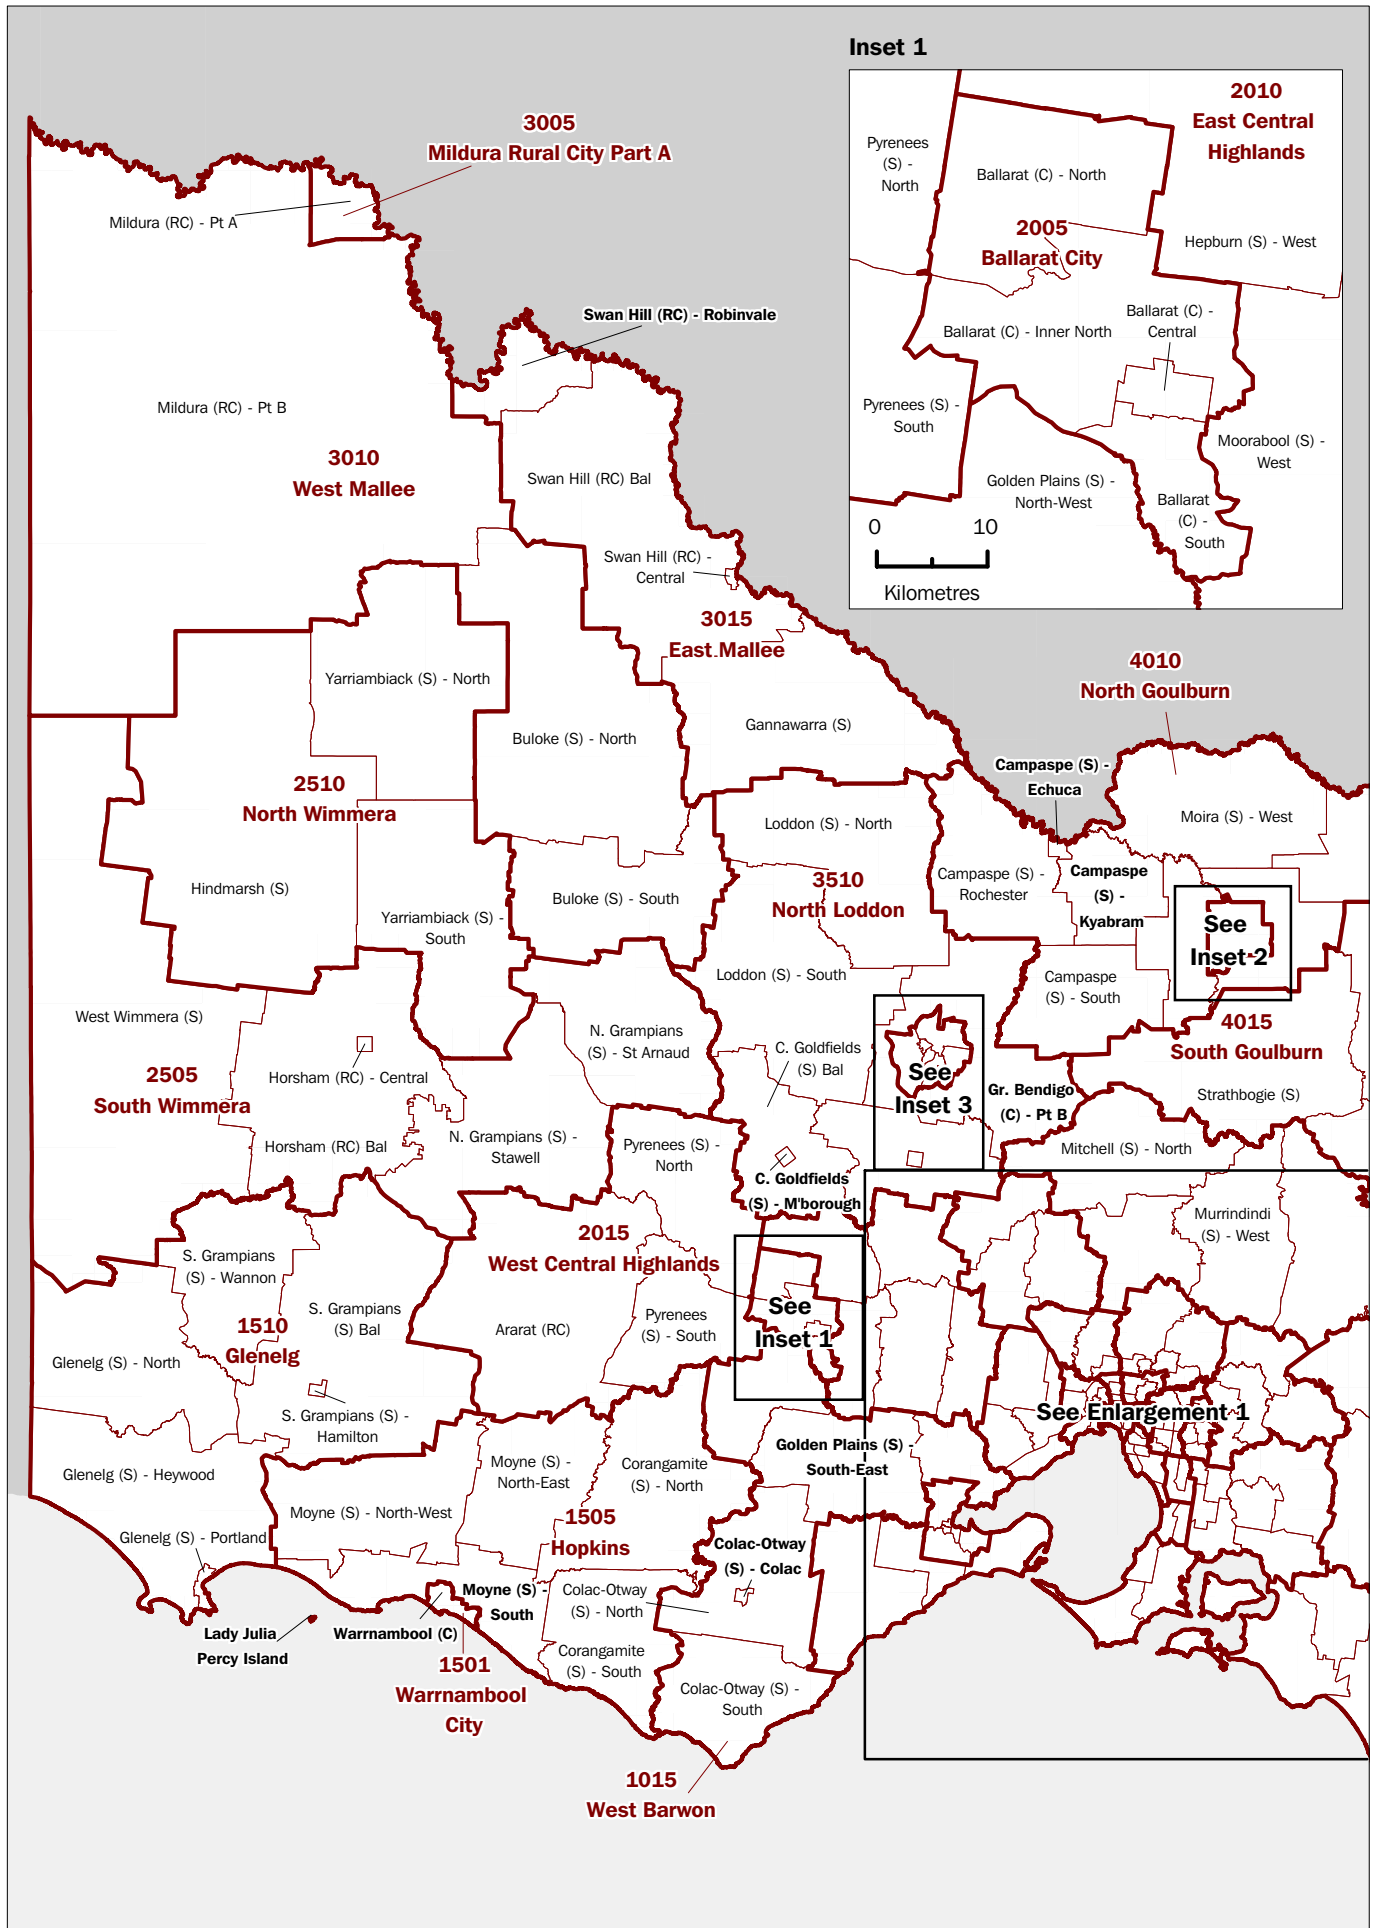 Inset 1
2010
East Central
Highlands
Pyrenees
(S) -
North
Ballarat (C) - North
2005
Ballarat City
Hepburn (S) - West
Ballarat (C) -
Central
Ballarat (C) - Inner North
Pyrenees (S) -
South
Moorabool (S) -
West
Golden Plains (S) -
North-West
Ballarat
(C) -
South
0 10
Kilometres
3005
Mildura Rural City Part A
Mildura (RC) - Pt A
Swan Hill (RC) - Robinvale
Mildura (RC) - Pt B
3010
West Mallee
Swan Hill (RC) Bal
Swan Hill (RC) -
Central
3015
East Mallee
4010
North Goulburn
Yarriambiack (S) - North
Buloke (S) - North
Gannawarra (S)
Campaspe (S) -
Echuca
2510
North Wimmera
Loddon (S) - North
Moira (S) - West
Hindmarsh (S)
Buloke (S) - South
3510
North Loddon
Campaspe (S) -
Rochester
Campaspe
(S) -
Kyabram
Yarriambiack (S) -
South
See
Inset 2
Loddon (S) - South
Campaspe
(S) - South
West Wimmera (S)
N. Grampians
(S) - St Arnaud
4015
South Goulburn
C. Goldfields
(S) Bal
2505
South Wimmera
Horsham (RC) - Central
See
Inset 3
Gr. Bendigo
(C) - Pt B
Strathbogie (S)
Horsham (RC) Bal
N. Grampians (S) -
Stawell
Pyrenees (S) -
North
Mitchell (S) - North
C. Goldfields
(S) - M'borough
Murrindindi
(S) - West
2015
West Central Highlands
S. Grampians
(S) - Wannon
S. Grampians
(S) Bal
See
Inset 1
1510
Glenelg
Ararat (RC)
Pyrenees
(S) - South
Glenelg (S) - North
S. Grampians (S) -
Hamilton
See Enlargement 1
Golden Plains (S) -
South-East
Glenelg (S) - Heywood
Moyne (S) -
North-East
Corangamite
(S) - North
Moyne (S) - North-West
1505
Hopkins
Glenelg (S) - Portland
Colac-Otway
(S) - Colac
Moyne (S) -
South
Colac-Otway
(S) - North
Lady Julia
Percy Island
Warrnambool (C)
Corangamite
(S) - South
1501
Warrnambool
City
Colac-Otway (S) -
South
1015
West Barwon